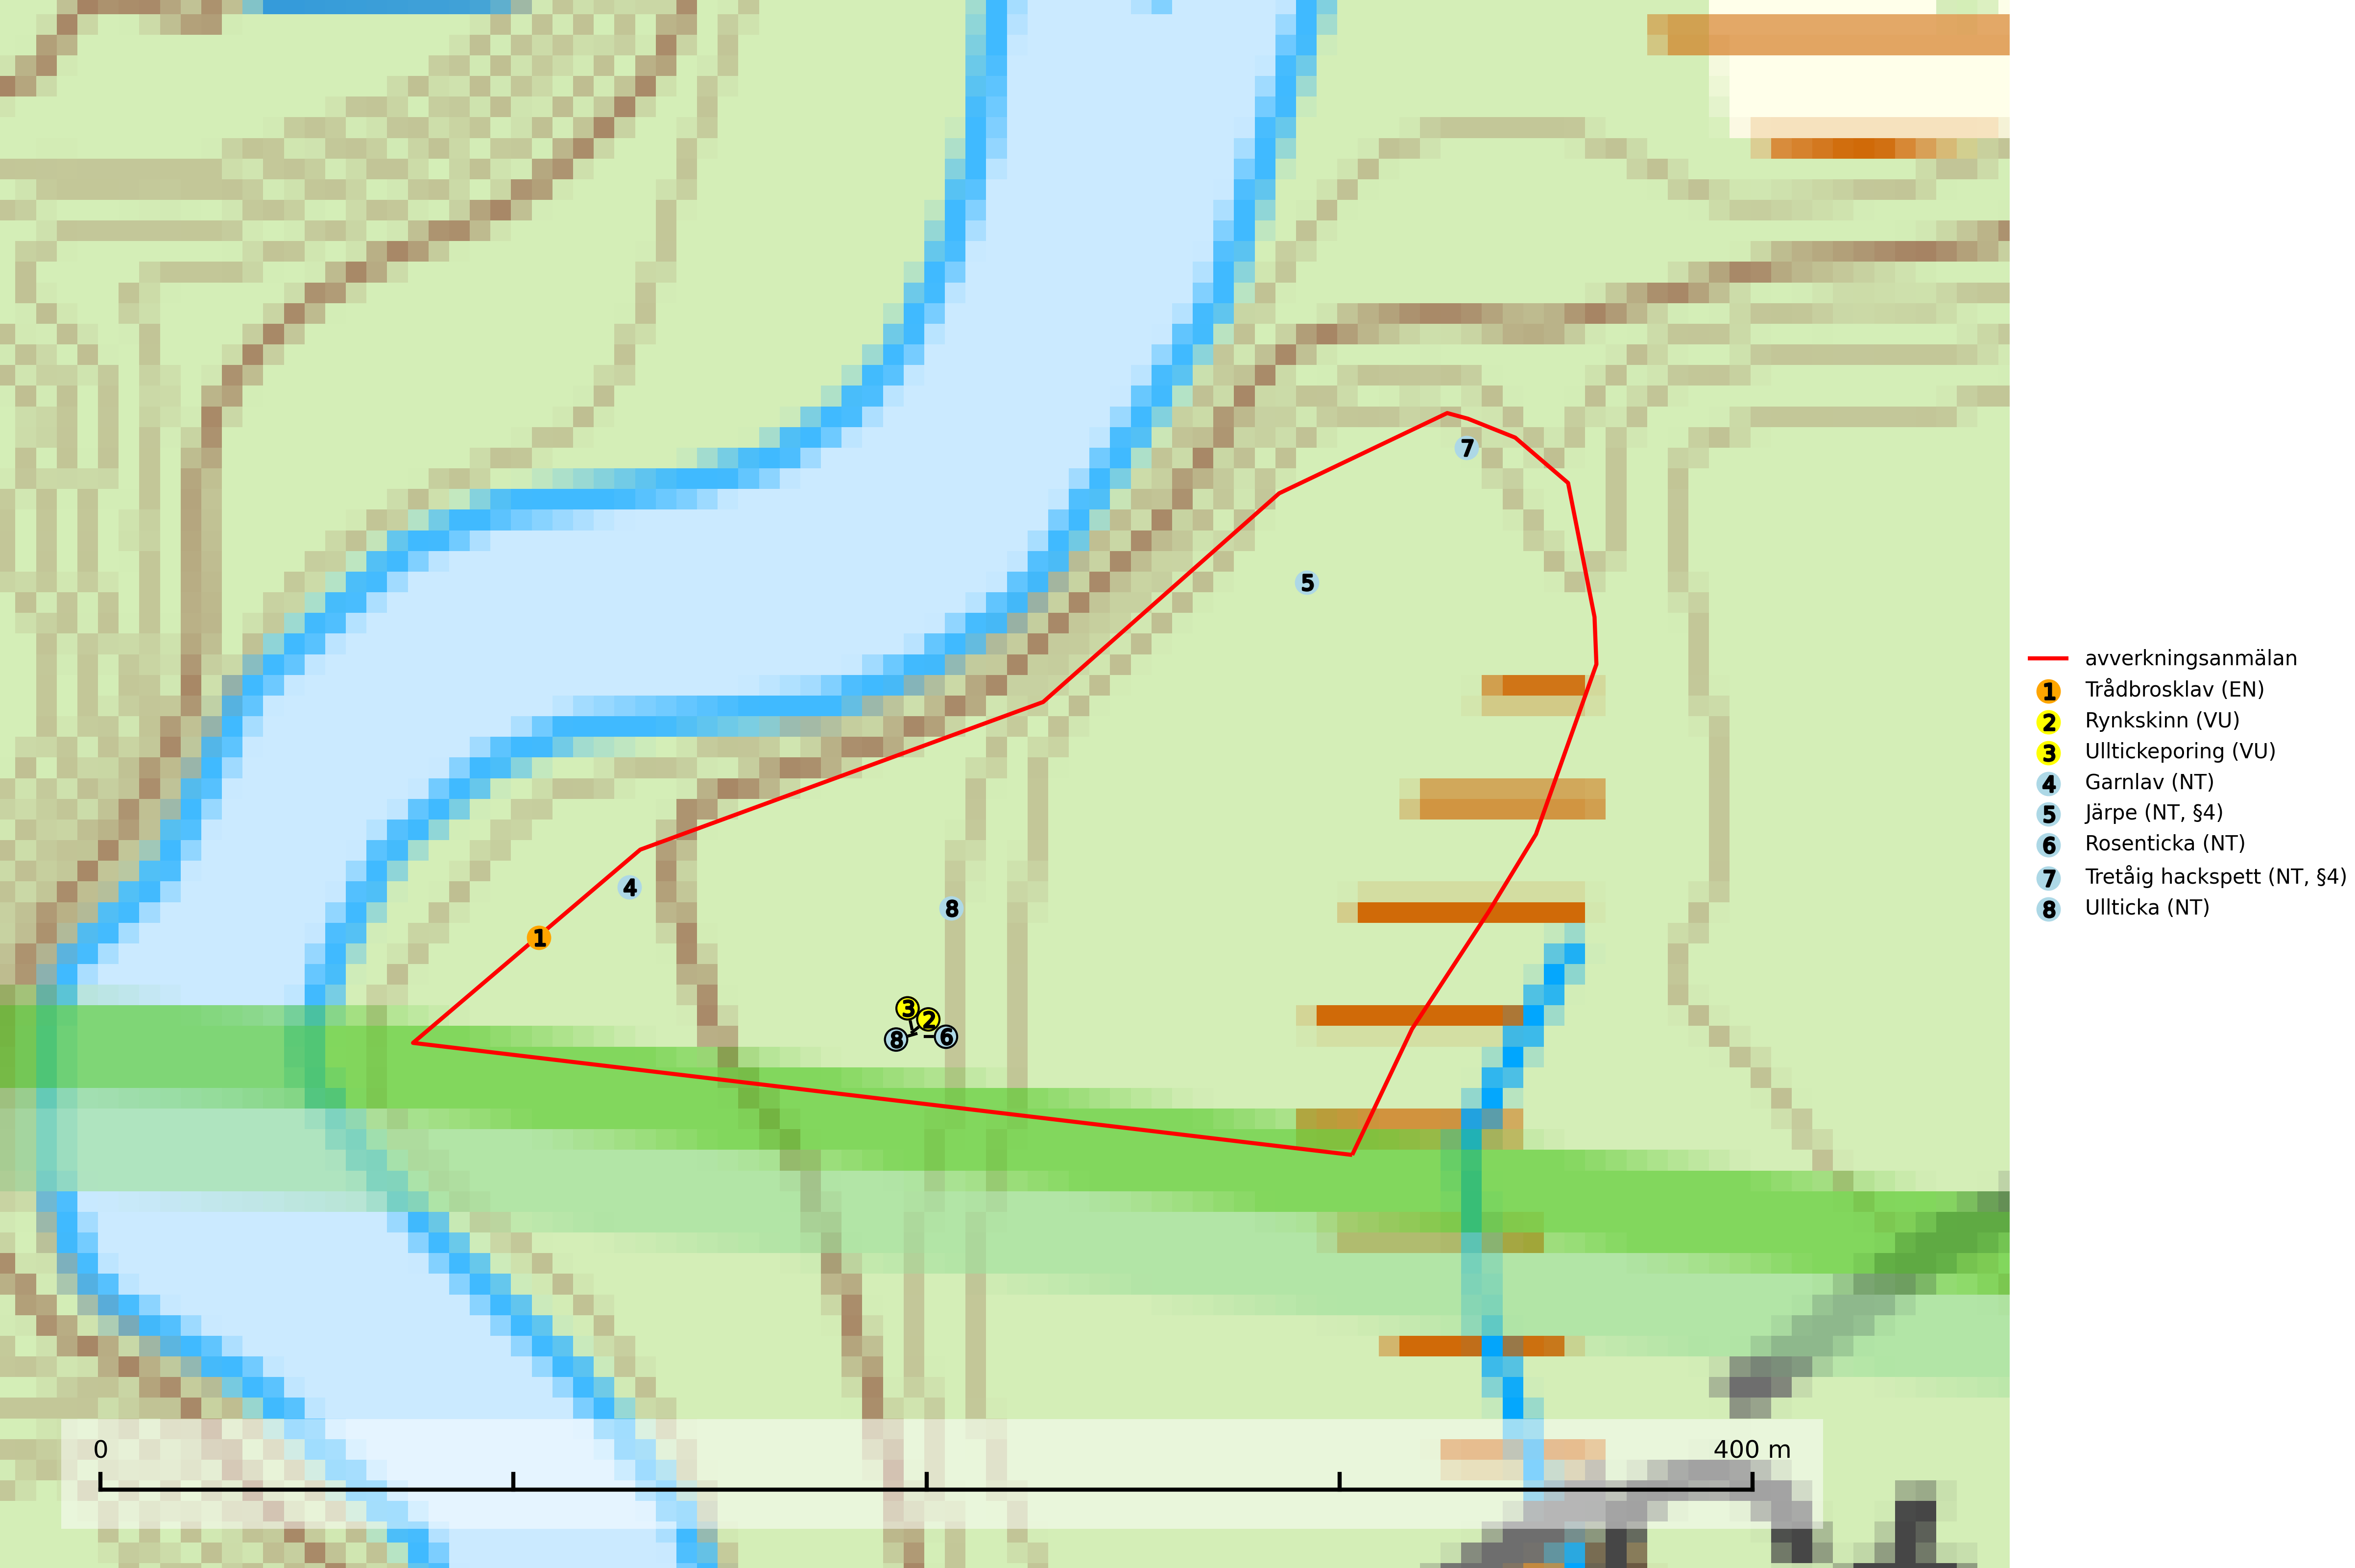 7
5
4
8
1
3
2
8
6
0
400 m
avverkningsanmälan
1 Trådbrosklav (EN)
2 Rynkskinn (VU)
3 Ulltickeporing (VU)
4 Garnlav (NT)
5 Järpe (NT, §4)
6 Rosenticka (NT)
7 Tretåig hackspett (NT, §4)
8 Ullticka (NT)